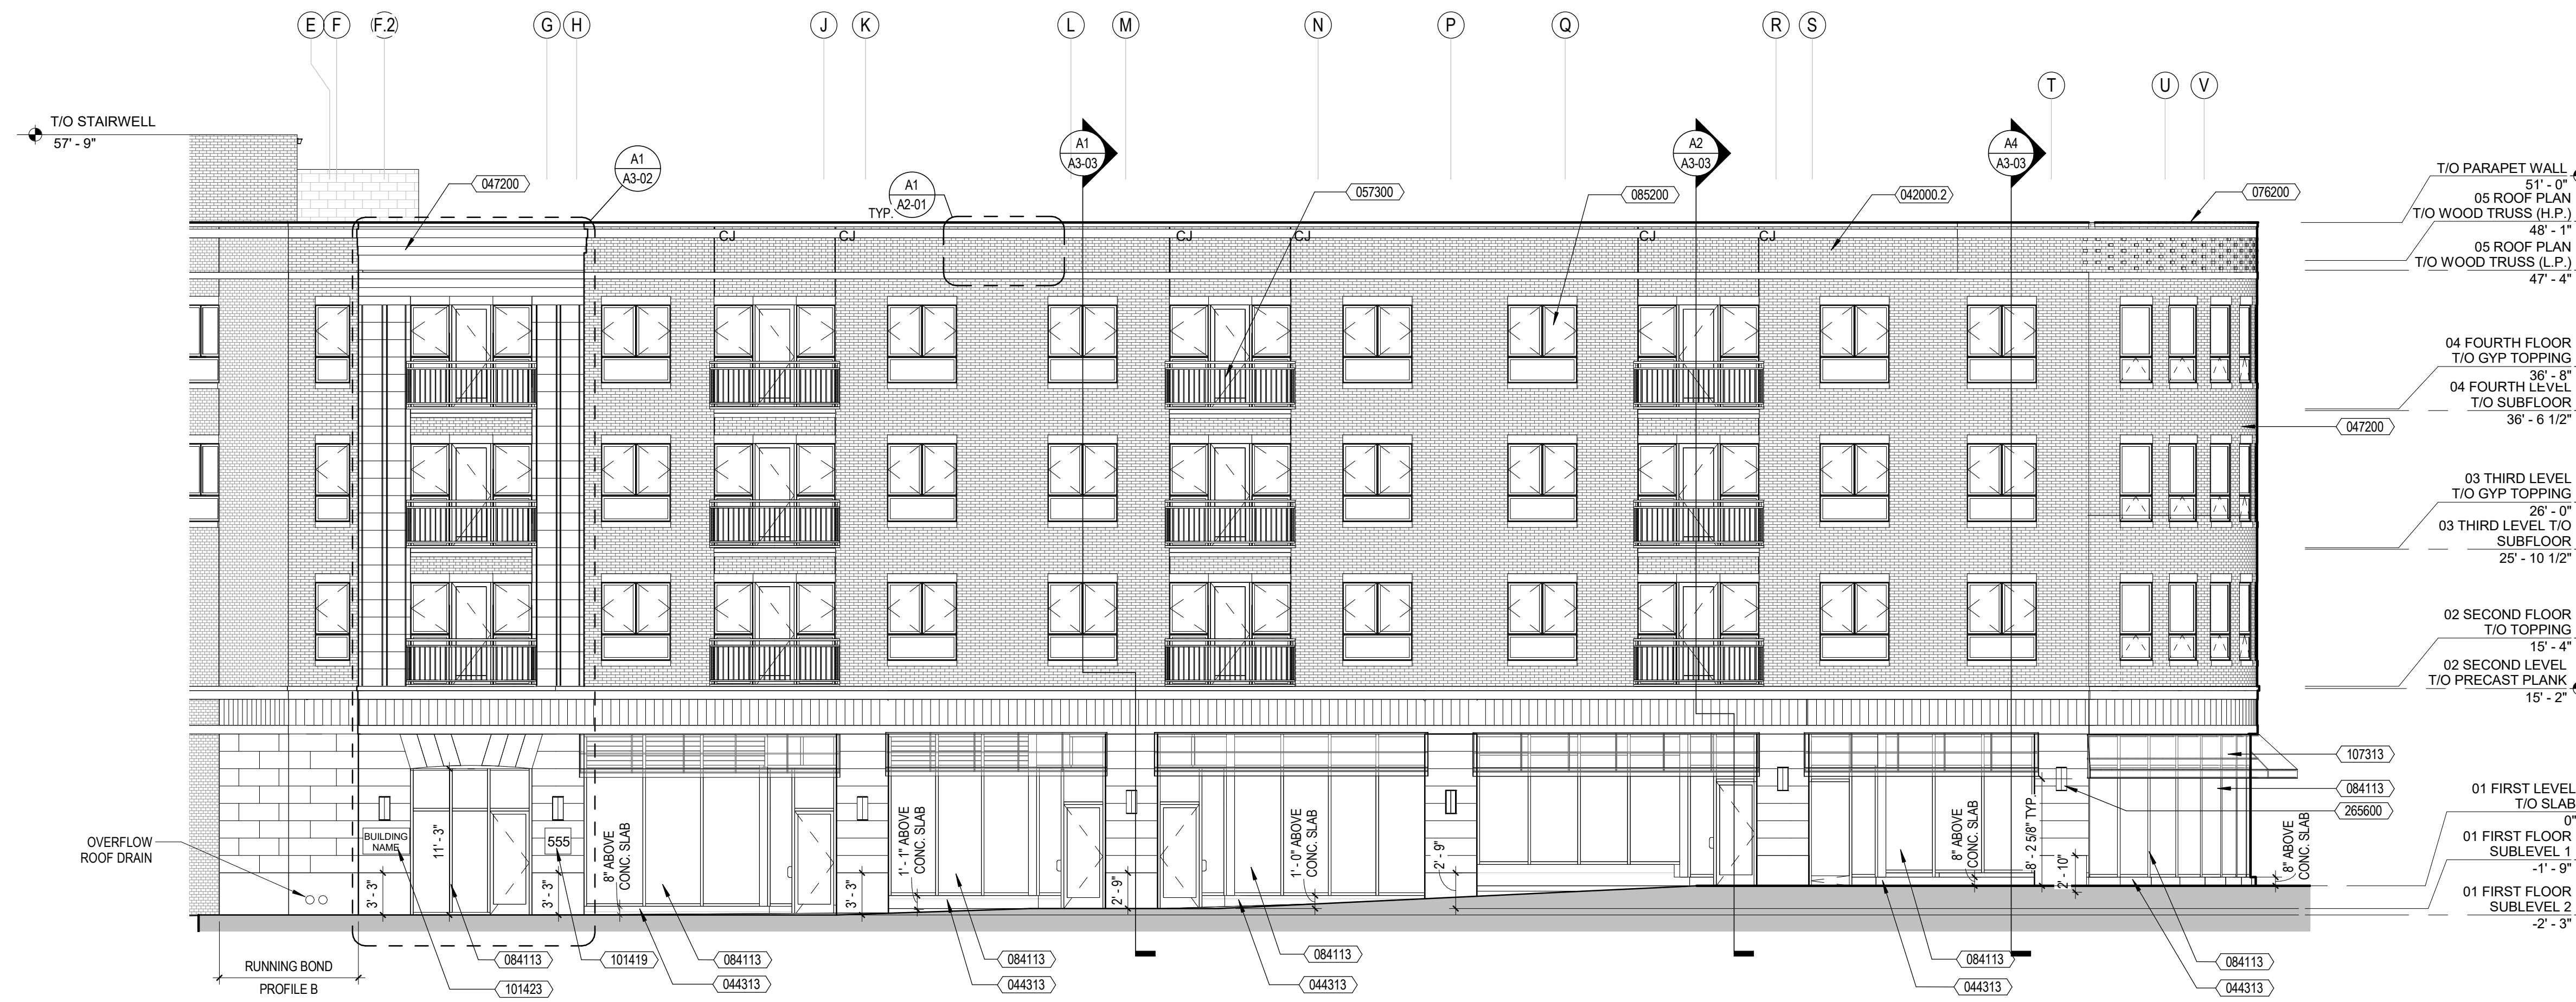 E
F
F.2
G
H
J
K
L
M
N
P
Q
R
S
T
U
V
T/O STAIRWELL
57' - 9"
A1
A3-02
047200
TYP.
A1
A2-01
A1
A3-03
057300
085200
A2
A3-03
042000.2
A4
A3-03
076200
CJ
CJ
CJ
CJ
CJ
CJ
T/O PARAPET WALL
51' - 0"
05 ROOF PLAN
T/O WOOD TRUSS (H.P.)
48' - 1"
05 ROOF PLAN
T/O WOOD TRUSS (L.P.)
47' - 4"
04 FOURTH FLOOR
T/O GYP TOPPING
36' - 8"
04 FOURTH LEVEL
T/O SUBFLOOR
36' - 6 1/2"
047200
03 THIRD LEVEL
T/O GYP TOPPING
26' - 0"
03 THIRD LEVEL T/O
SUBFLOOR
25' - 10 1/2"
02 SECOND FLOOR
T/O TOPPING
15' - 4"
02 SECOND LEVEL
T/O PRECAST PLANK
15' - 2"
107313
084113
265600
01 FIRST LEVEL
T/O SLAB
0"
01 FIRST FLOOR
SUBLEVEL 1
-1' - 9"
01 FIRST FLOOR
SUBLEVEL 2
-2' - 3"
OVERFLOW
ROOF DRAIN
BUILDING
NAME
3' - 3"
11' - 3"
555
3' - 3"
8" ABOVE
CONC. SLAB
3' - 3"
1' - 1" ABOVE
CONC. SLAB
2' - 9"
1' - 0" ABOVE
CONC. SLAB
2' - 9"
8" ABOVE
CONC. SLAB
8' - 2 5/8" TYP.
2' - 10"
8" ABOVE
CONC. SLAB
RUNNING BOND
PROFILE B
084113
101423
101419
084113
044313
084113
044313
084113
044313
084113
044313
084113
044313